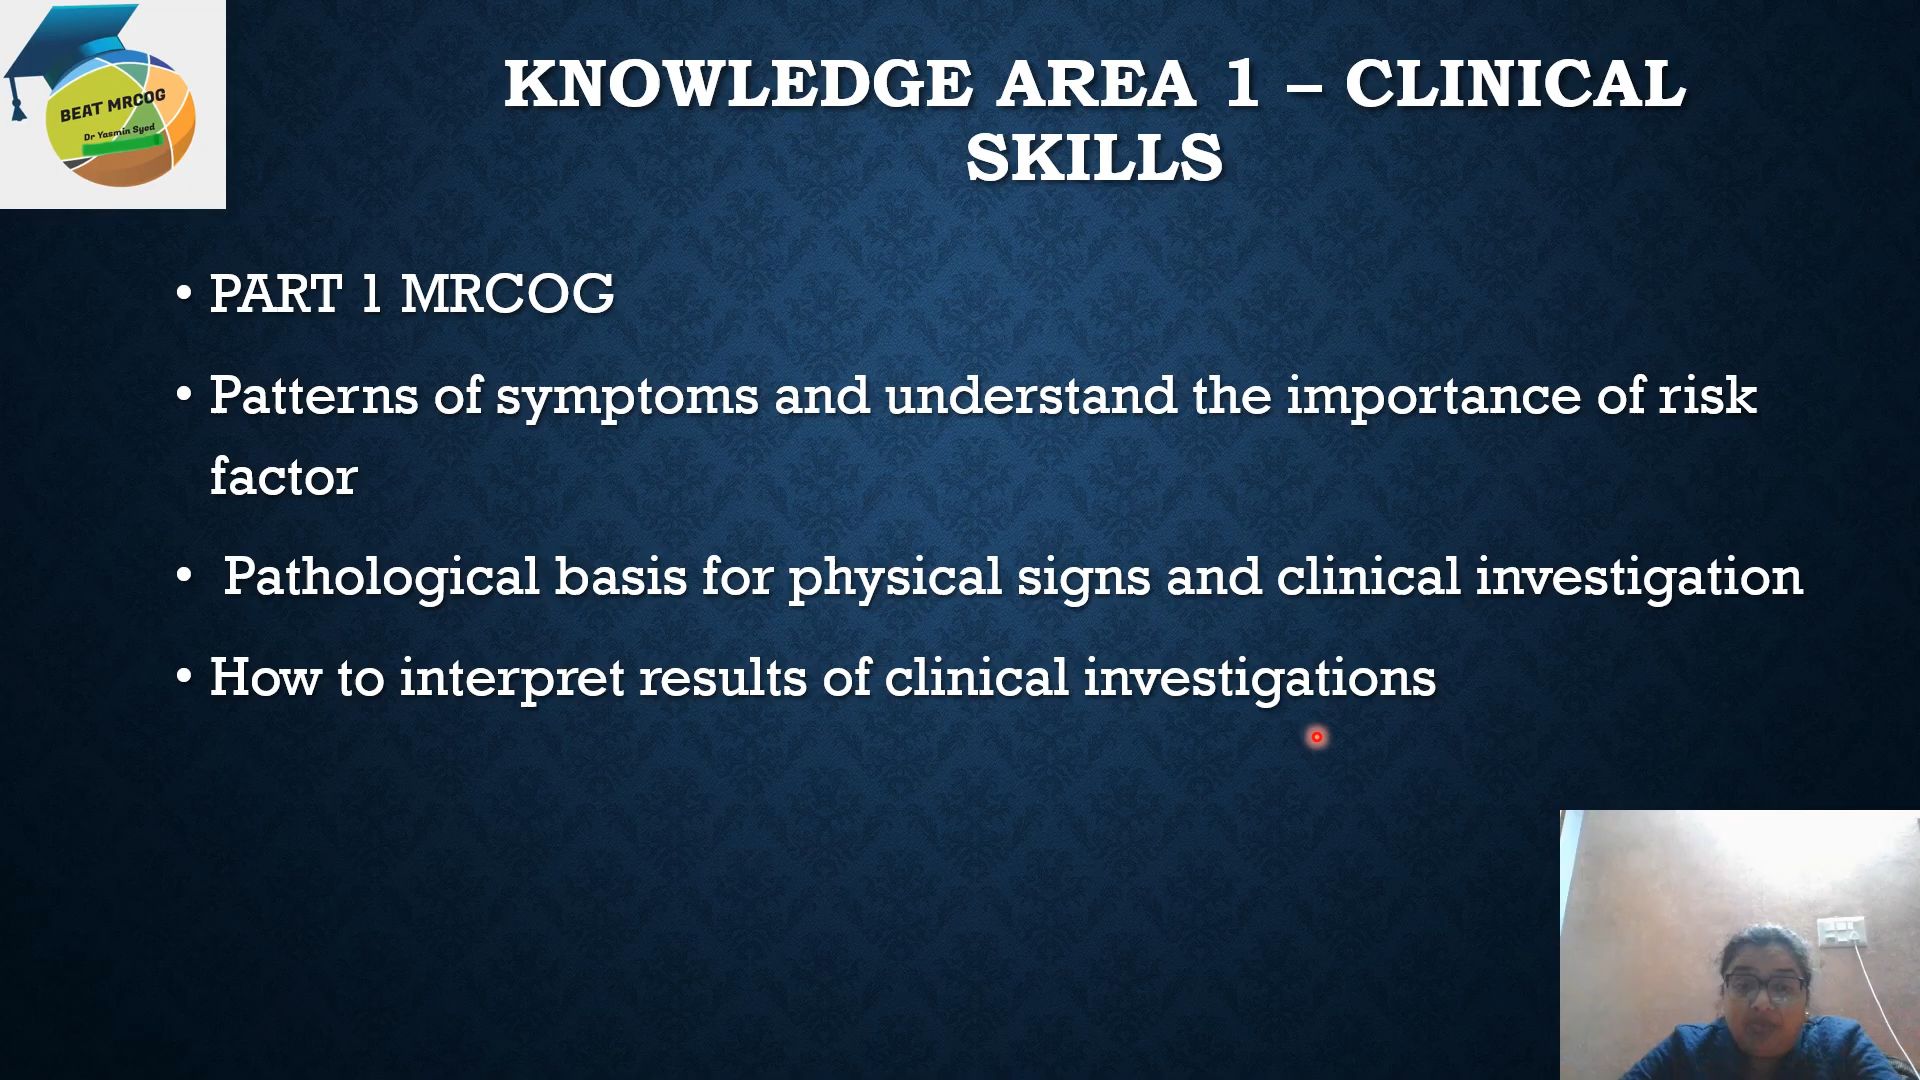 BEAT MRCOG
Dr Yasmin Syed
KNOWLEDGE AREA 1 – CLINICAL
SKILLS
• PART 1 MRCOG
• Patterns of symptoms and understand the importance of risk
factor
• Pathological basis for physical signs and clinical investigation
• How to interpret results of clinical investigations